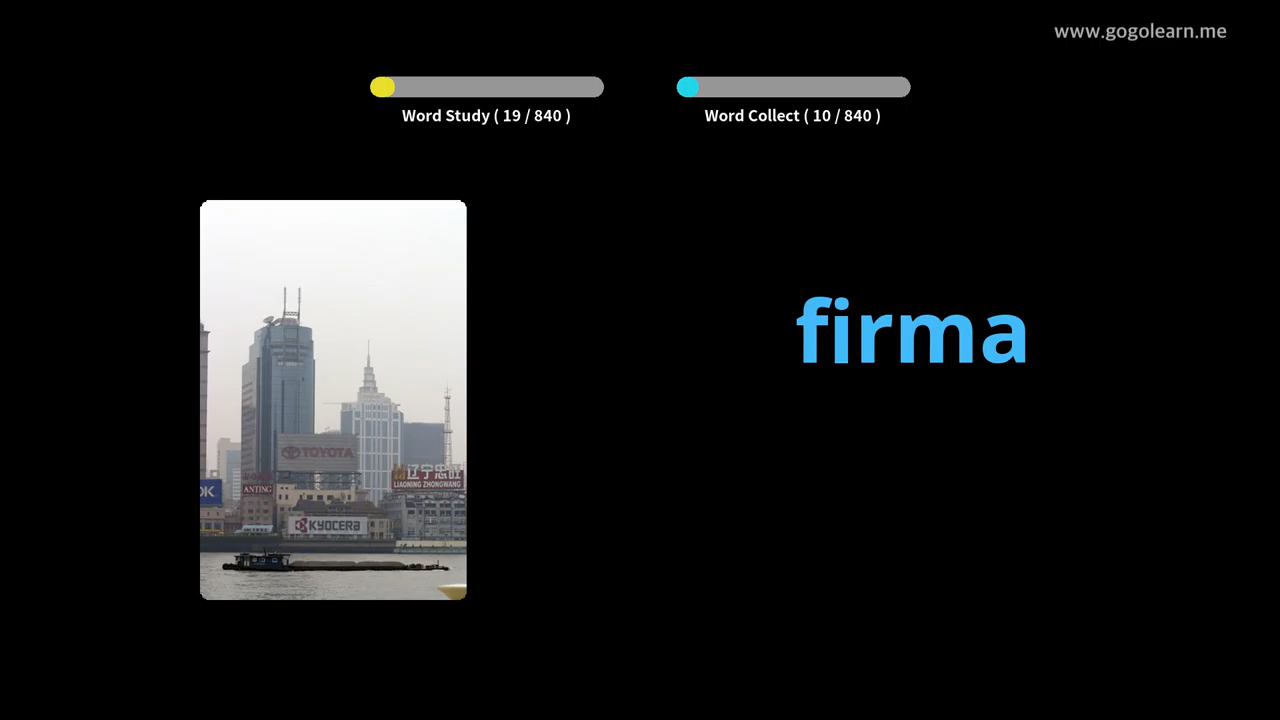 www.gogolearn.me
Word Study ( 19 / 840 )
Word Collect ( 10 / 840 )
firma
TOYOTA
辽宁忠旺
LIAONING ZHONGWANG
ANTING
KYOCERA